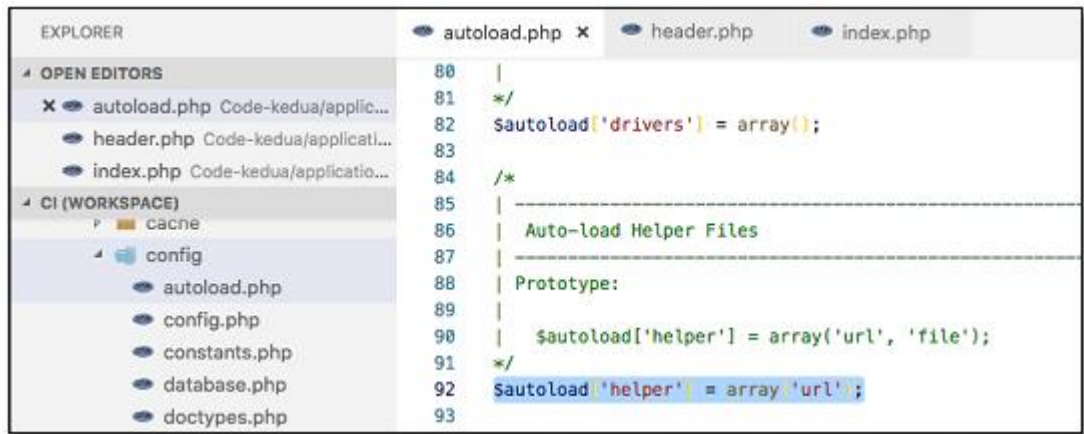 EXPLORER
OPEN EDITORS
autoload.php Code-kedua/applic...
header.php Code-kedua/applicati...
index.php Code-kedua/applicatio...
CI (WORKSPACE)
cache
config
autoload.php
config.php
constants.php
database.php
doctypes.php
autoload.php × header.php index.php
80 |
81 */
82 $autoload['drivers'] = array();
83
84 /*
85 | -------------------------------------------------------------------
86 | Auto-load Helper Files
87 | -------------------------------------------------------------------
88 | Prototype:
89 |
90 | $autoload['helper'] = array('url', 'file');
91 */
92 $autoload['helper'] = array('url');
93